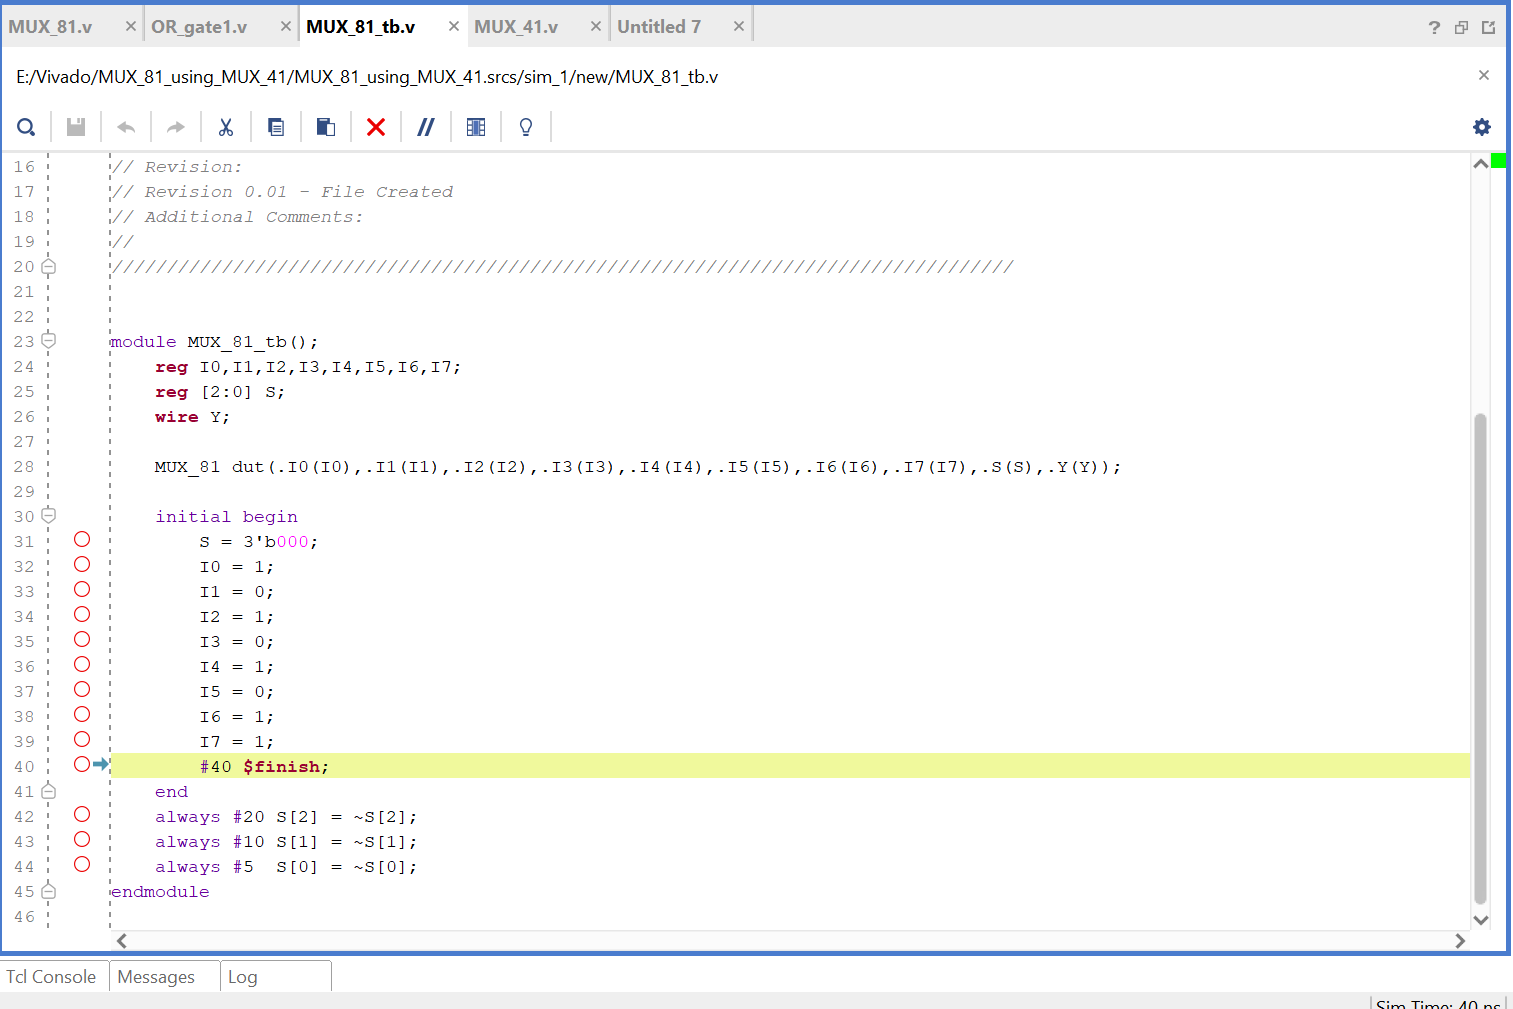 MUX_81.v × OR_gate1.v × MUX_81_tb.v × MUX_41.v × Untitled 7 × ?
E:/Vivado/MUX_81_using_MUX_41/MUX_81_using_MUX_41.srcs/sim_1/new/MUX_81_tb.v ×
16 // Revision:
17 // Revision 0.01 - File Created
18 // Additional Comments:
19 //
20 //////////////////////////////////////////////////////////////////////////////////
21
22
23 module MUX_81_tb();
24 reg I0,I1,I2,I3,I4,I5,I6,I7;
25 reg [2:0] S;
26 wire Y;
27
28 MUX_81 dut(.I0(I0),.I1(I1),.I2(I2),.I3(I3),.I4(I4),.I5(I5),.I6(I6),.I7(I7),.S(S),.Y(Y));
29
30 initial begin
31 S = 3'b000;
32 I0 = 1;
33 I1 = 0;
34 I2 = 1;
35 I3 = 0;
36 I4 = 1;
37 I5 = 0;
38 I6 = 1;
39 I7 = 1;
40 #40 $finish;
41 end
42 always #20 S[2] = ~S[2];
43 always #10 S[1] = ~S[1];
44 always #5  S[0] = ~S[0];
45 endmodule
46
Tcl Console Messages Log
Sim Time: 40 ns